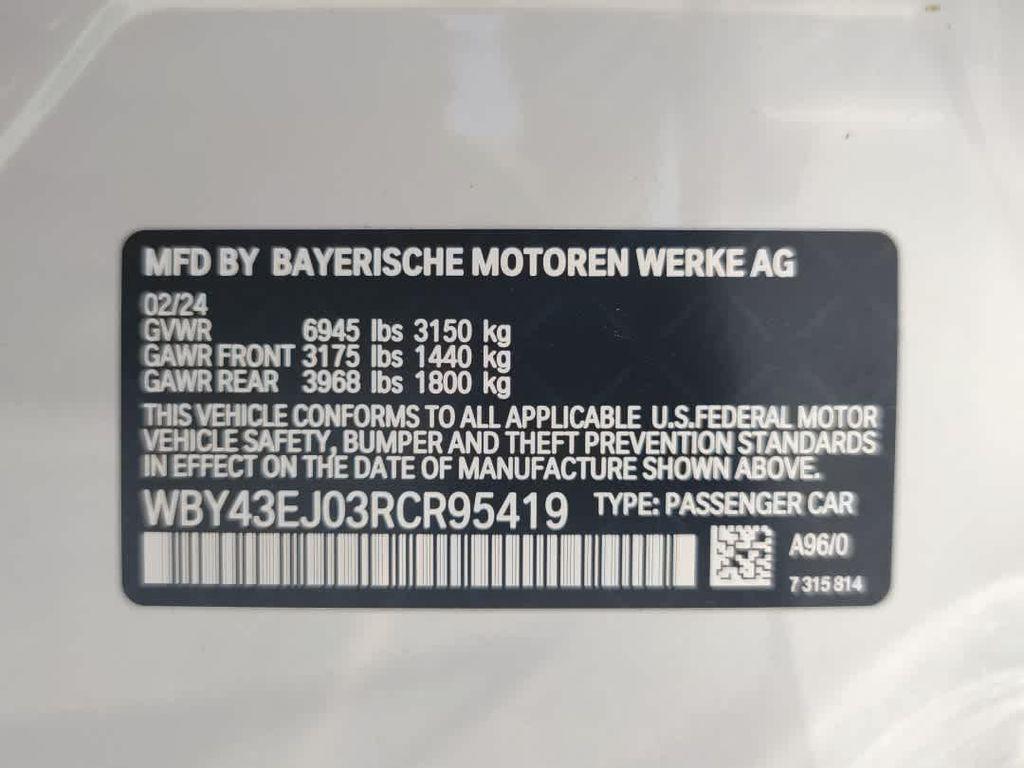 MFD BY BAYERISCHE MOTOREN WERKE AG
02/24
GVWR 6945 lbs 3150 kg
GAWR FRONT 3175 lbs 1440 kg
GAWR REAR 3968 lbs 1800 kg
THIS VEHICLE CONFORMS TO ALL APPLICABLE U.S.FEDERAL MOTOR
VEHICLE SAFETY, BUMPER AND THEFT PREVENTION STANDARDS
IN EFFECT ON THE DATE OF MANUFACTURE SHOWN ABOVE.
WBY43EJ03RCR95419 TYPE: PASSENGER CAR
A96/0
7 315 814